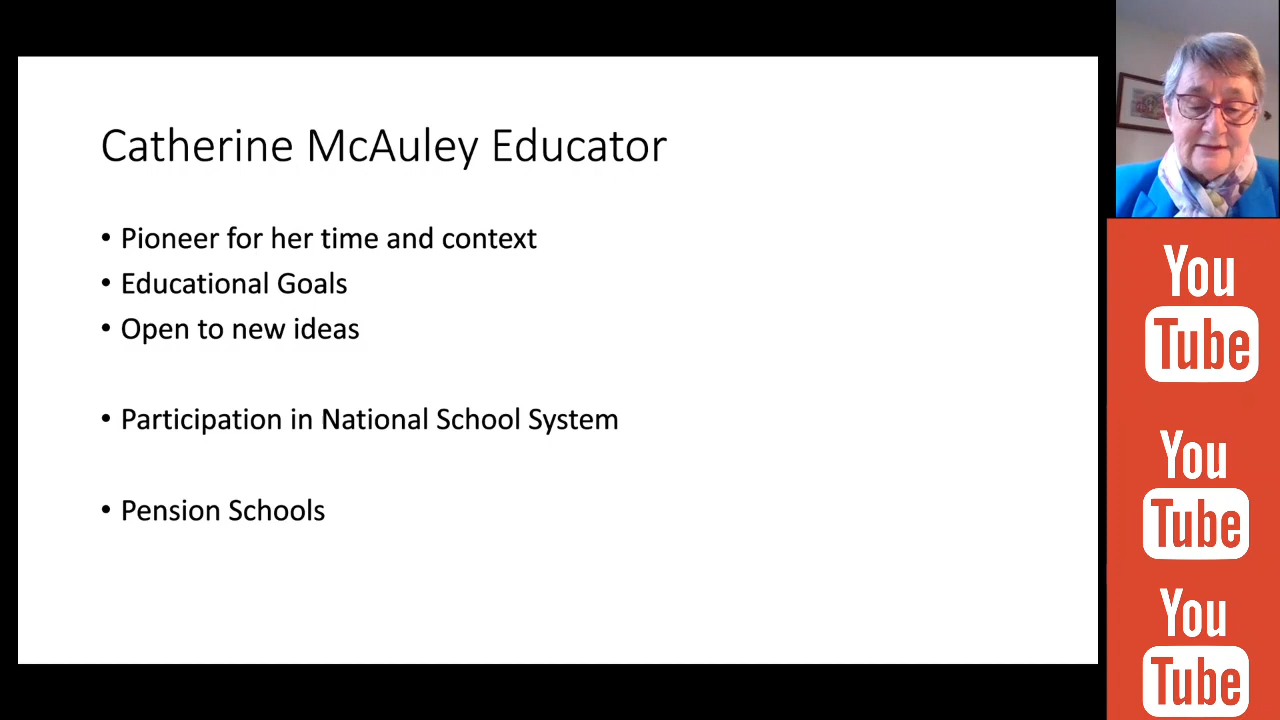 Catherine McAuley Educator
• Pioneer for her time and context
• Educational Goals
• Open to new ideas
• Participation in National School System
• Pension Schools
You
Tube
You
Tube
You
Tube